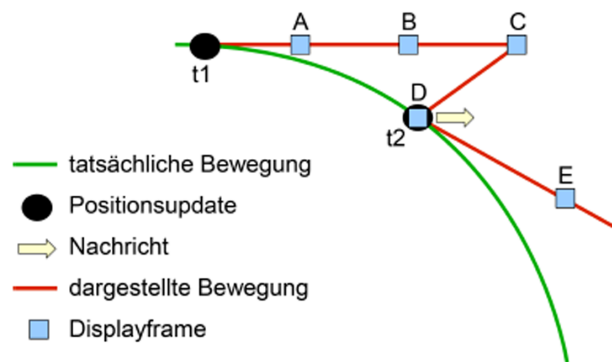 A
B
C
t1
D
t2
E
tatsächliche Bewegung
Positionsupdate
Nachricht
dargestellte Bewegung
Displayframe